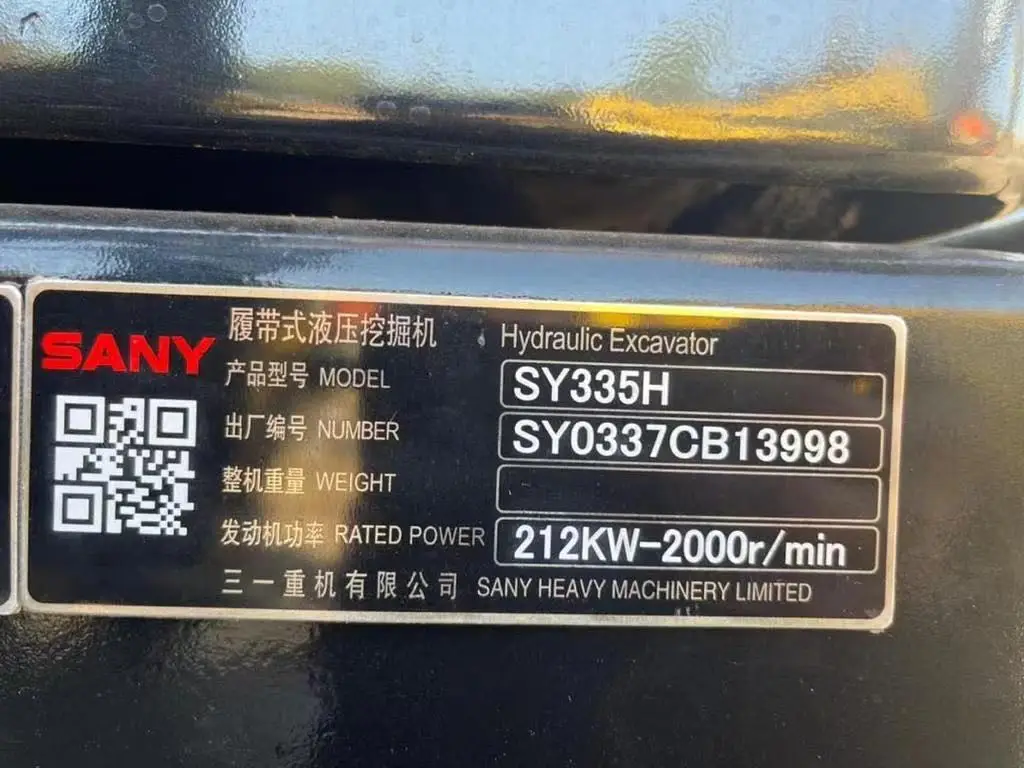 SANY
履带式液压挖掘机 Hydraulic Excavator
产品型号 MODEL SY335H
出厂编号 NUMBER SY0337CB13998
整机重量 WEIGHT
发动机功率 RATED POWER 212KW-2000r/min
三一重机有限公司 SANY HEAVY MACHINERY LIMITED